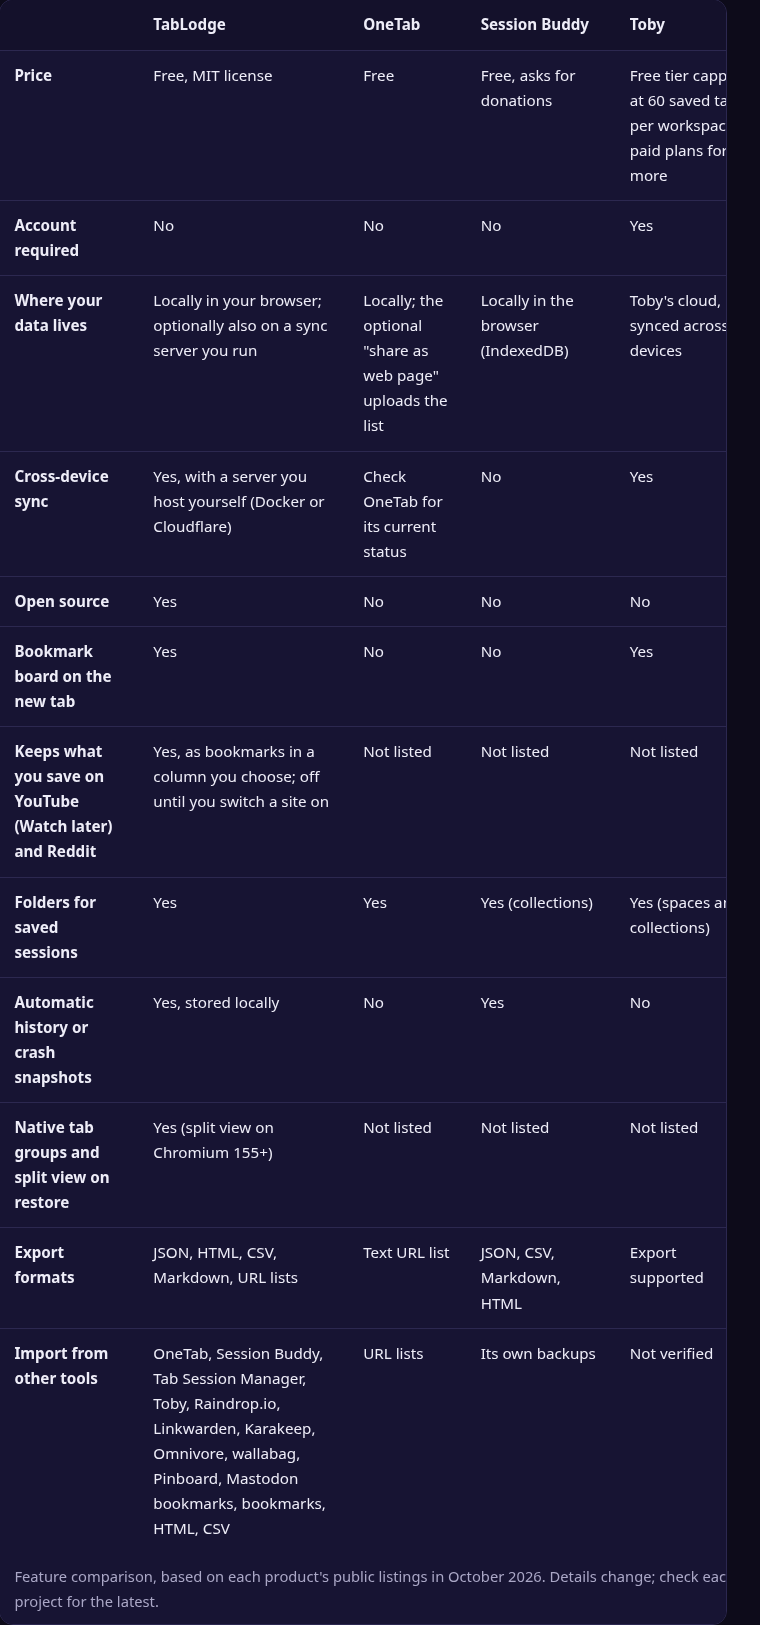 TabLodge OneTab Session Buddy Toby
Price Free, MIT license Free Free, asks for Free tier capp
donations at 60 saved ta
per workspac
paid plans for
more
Account No No No Yes
required
Where your Locally in your browser; Locally; the Locally in the Toby's cloud,
data lives optionally also on a sync optional browser synced across
server you run "share as (IndexedDB) devices
web page"
uploads the
list
Cross-device Yes, with a server you Check No Yes
sync host yourself (Docker or OneTab for
Cloudflare) its current
status
Open source Yes No No No
Bookmark Yes No No Yes
board on the
new tab
Keeps what Yes, as bookmarks in a Not listed Not listed Not listed
you save on column you choose; off
YouTube until you switch a site on
(Watch later)
and Reddit
Folders for Yes Yes Yes (collections) Yes (spaces an
saved collections)
sessions
Automatic Yes, stored locally No Yes No
history or
crash
snapshots
Native tab Yes (split view on Not listed Not listed Not listed
groups and Chromium 155+)
split view on
restore
Export JSON, HTML, CSV, Text URL list JSON, CSV, Export
formats Markdown, URL lists Markdown, supported
HTML
Import from OneTab, Session Buddy, URL lists Its own backups Not verified
other tools Tab Session Manager,
Toby, Raindrop.io,
Linkwarden, Karakeep,
Omnivore, wallabag,
Pinboard, Mastodon
bookmarks, bookmarks,
HTML, CSV
Feature comparison, based on each product's public listings in October 2026. Details change; check eac
project for the latest.